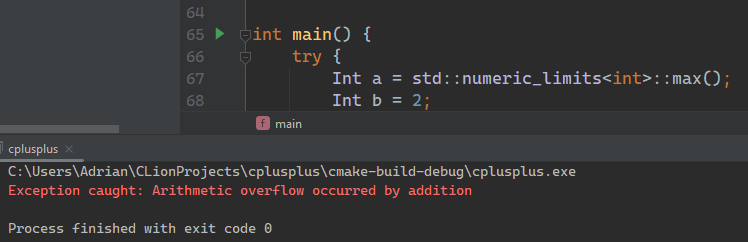 64
65 int main() {
66 try {
67 Int a = std::numeric_limits<int>::max();
68 Int b = 2;
f main
cplusplus ×
C:\Users\Adrian\CLionProjects\cplusplus\cmake-build-debug\cplusplus.exe
Exception caught: Arithmetic overflow occurred by addition
Process finished with exit code 0